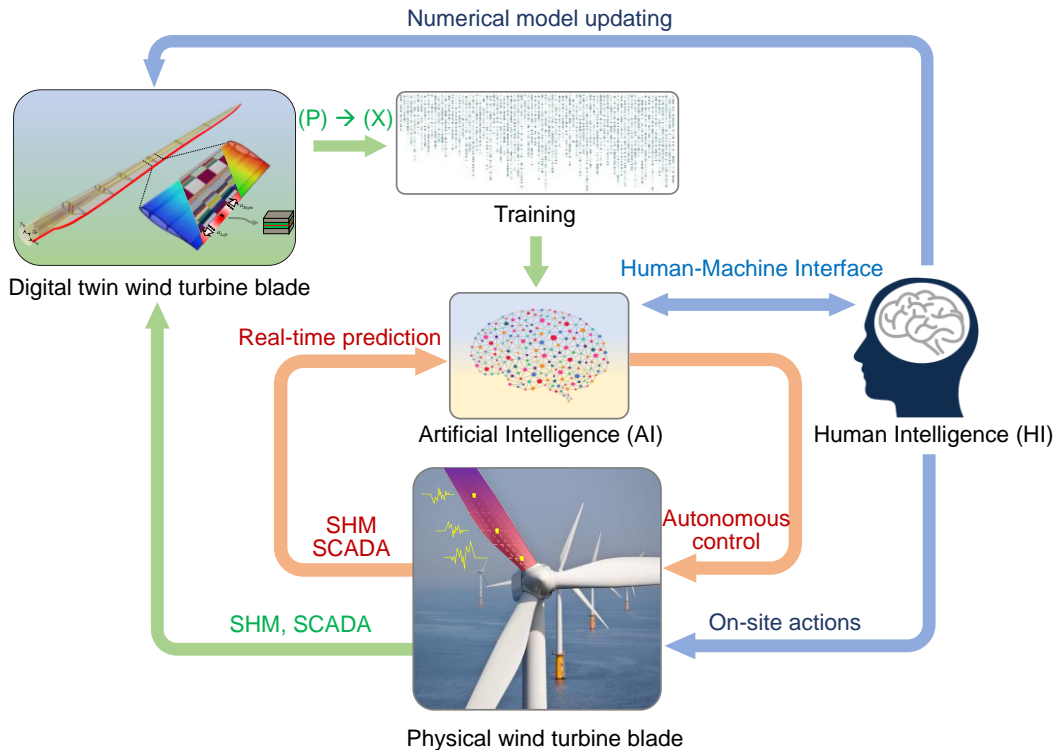 Numerical model updating
(P) → (X)
Training
Digital twin wind turbine blade
Human-Machine Interface
Real-time prediction
Artificial Intelligence (AI)
Human Intelligence (HI)
SHM
SCADA
Autonomous
control
SHM, SCADA
On-site actions
Physical wind turbine blade